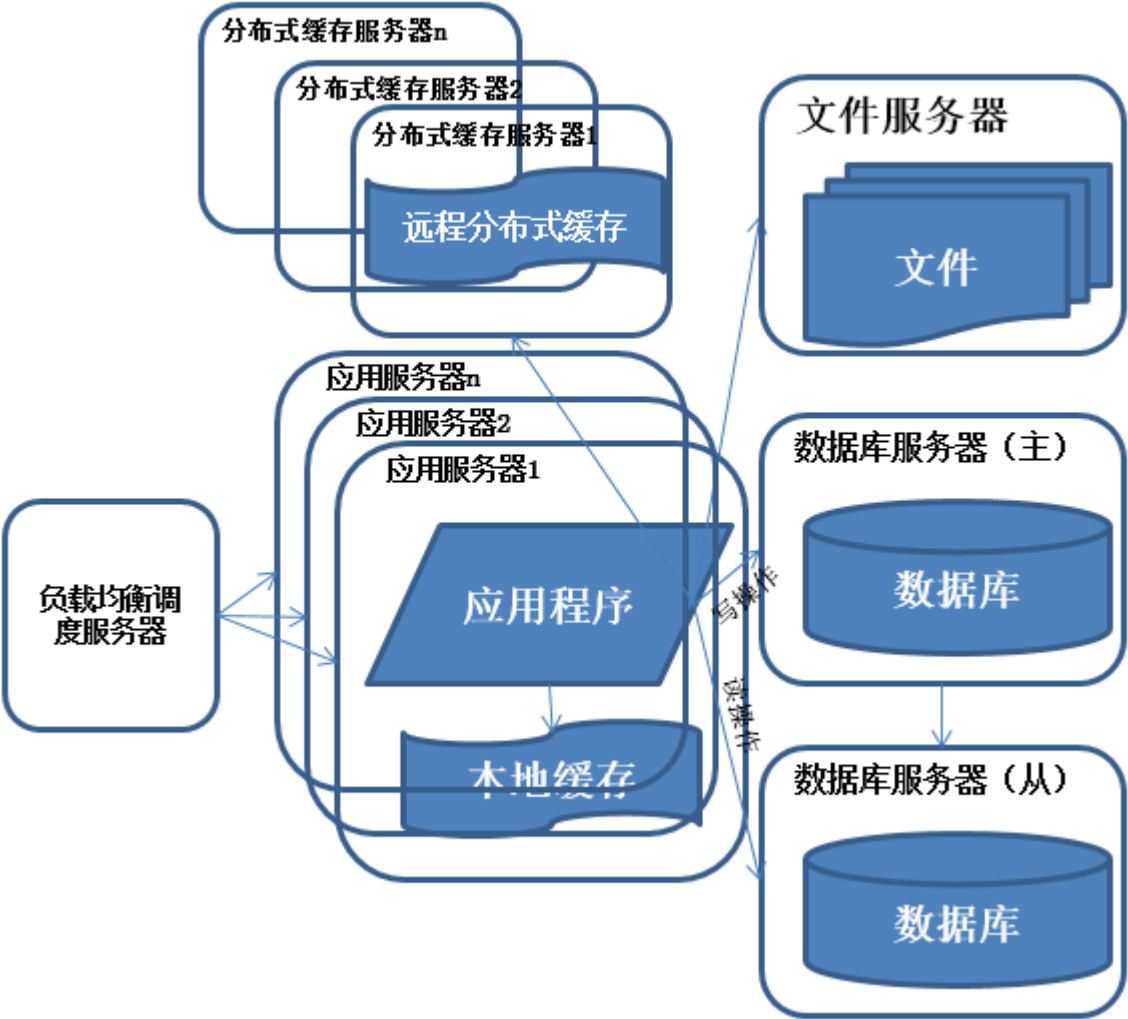 分布式缓存服务器n
分布式缓存服务器2
分布式缓存服务器1
远程分布式缓存
文件服务器
文件
应用服务器n
应用服务器2
应用服务器1
应用程序
本地缓存
负载均衡调
度服务器
写操作
读操作
数据库服务器（主）
数据库
数据库服务器（从）
数据库